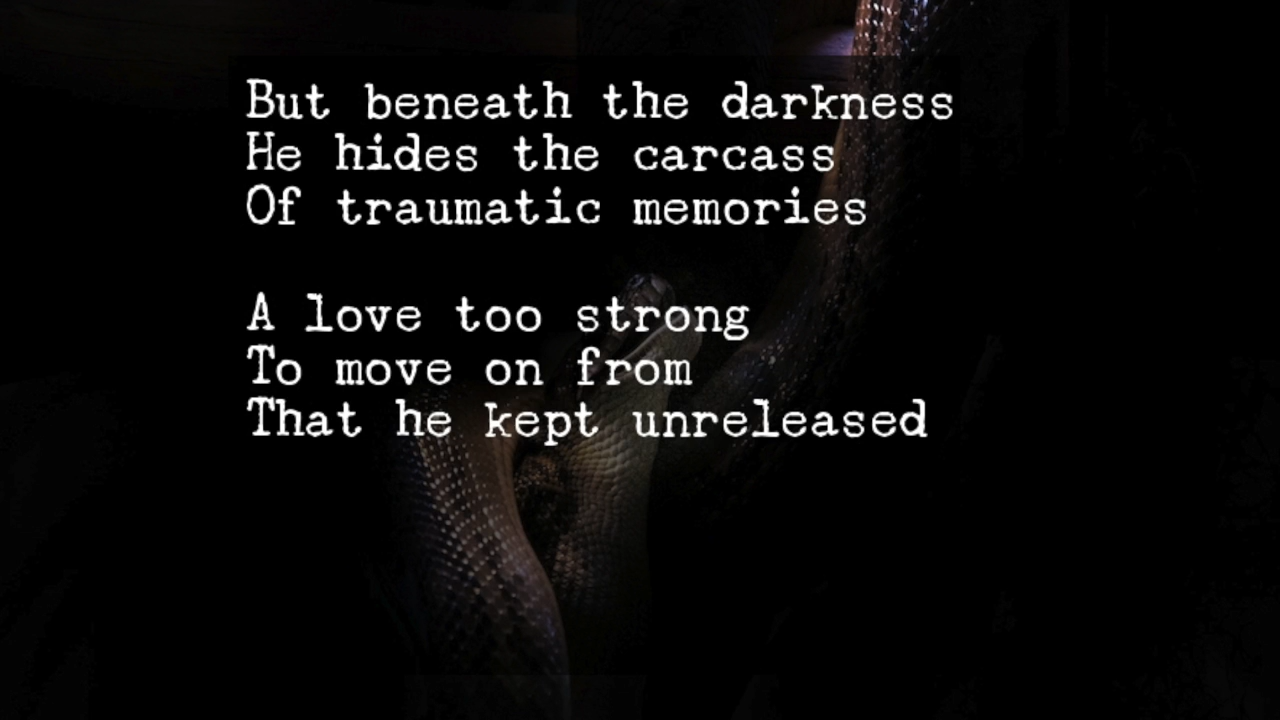 But beneath the darkness
He hides the carcass
Of traumatic memories
A love too strong
To move on from
That he kept unreleased